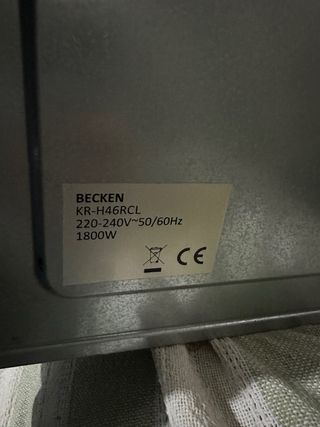 BECKEN
KR-H46RCL
220-240V~50/60Hz
1800W
CE